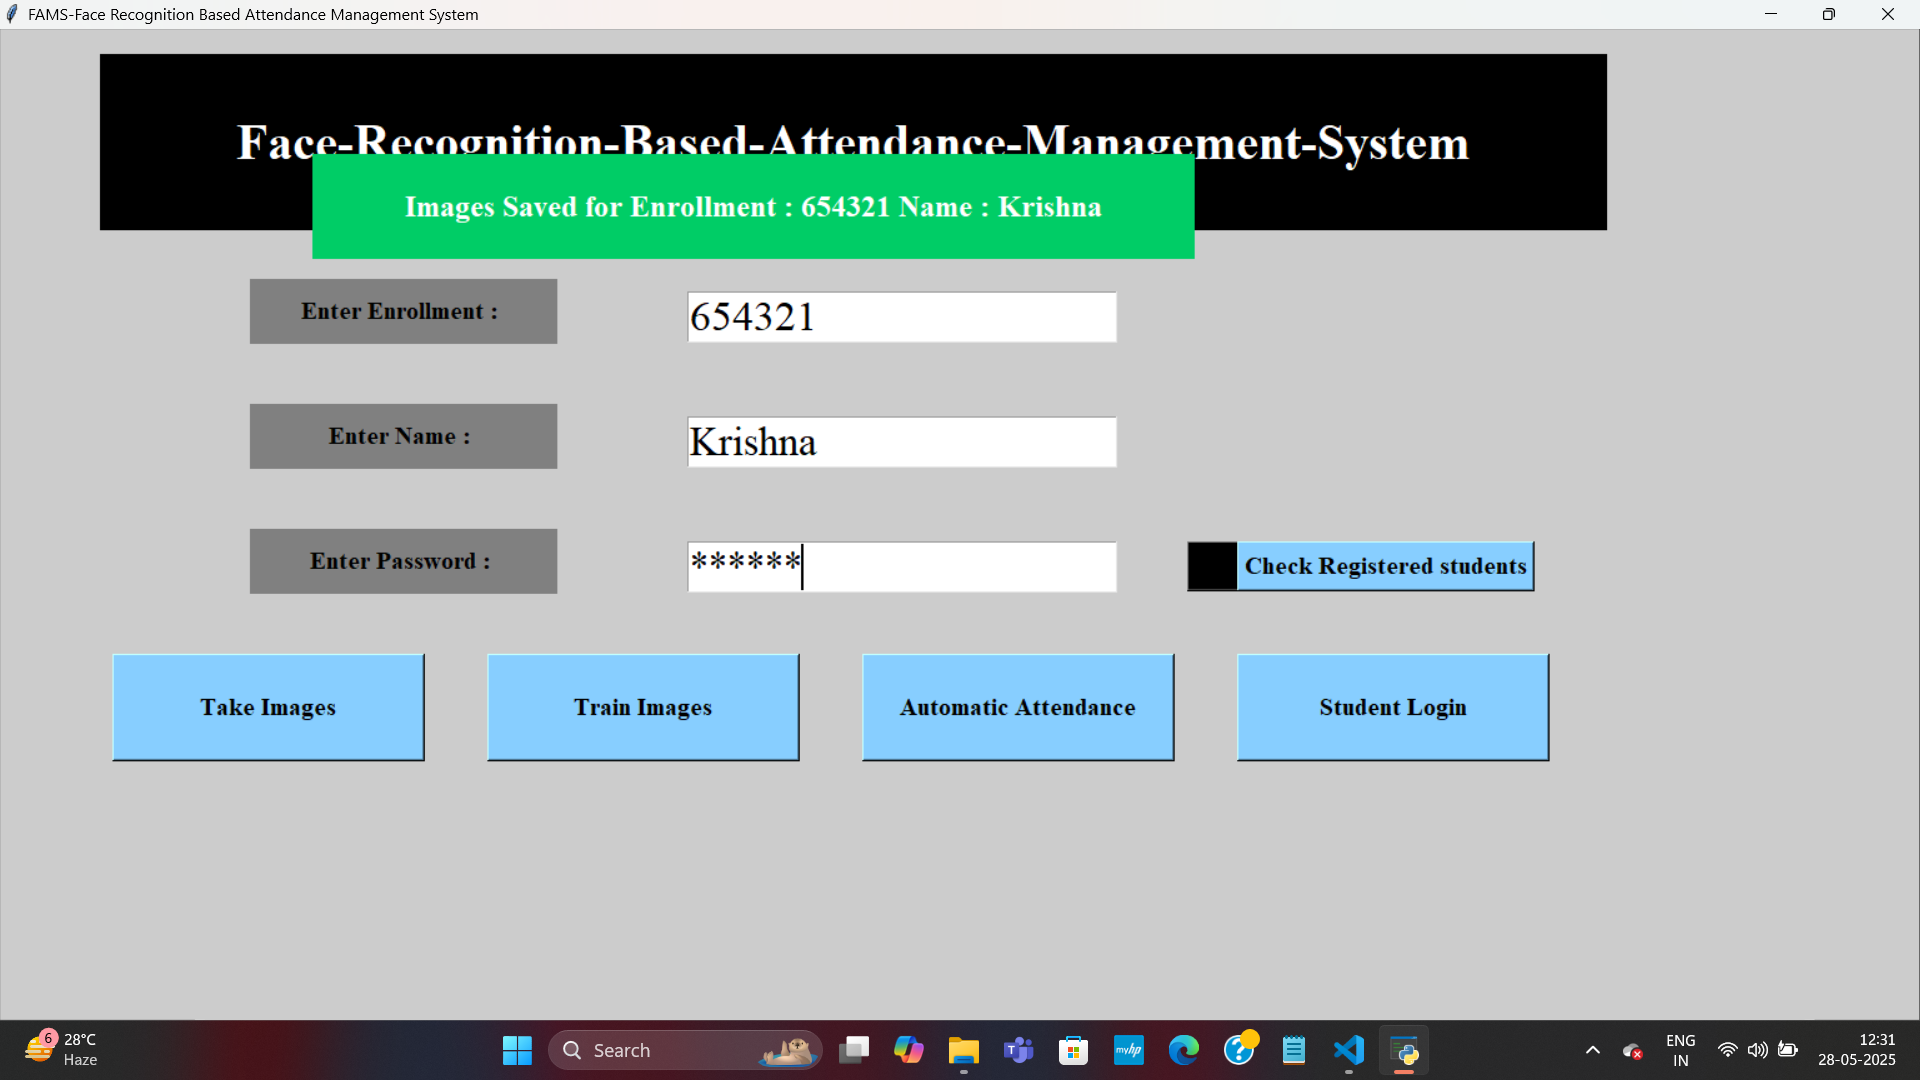 FAMS-Face Recognition Based Attendance Management System
Face-Recognition-Based-Attendance-Management-System
Images Saved for Enrollment : 654321 Name : Krishna
Enter Enrollment :
654321
Enter Name :
Krishna
Enter Password :
******
Check Registered students
Take Images
Train Images
Automatic Attendance
Student Login
6
28°C
Haze
Search
myhp
ENG
IN
12:31
28-05-2025